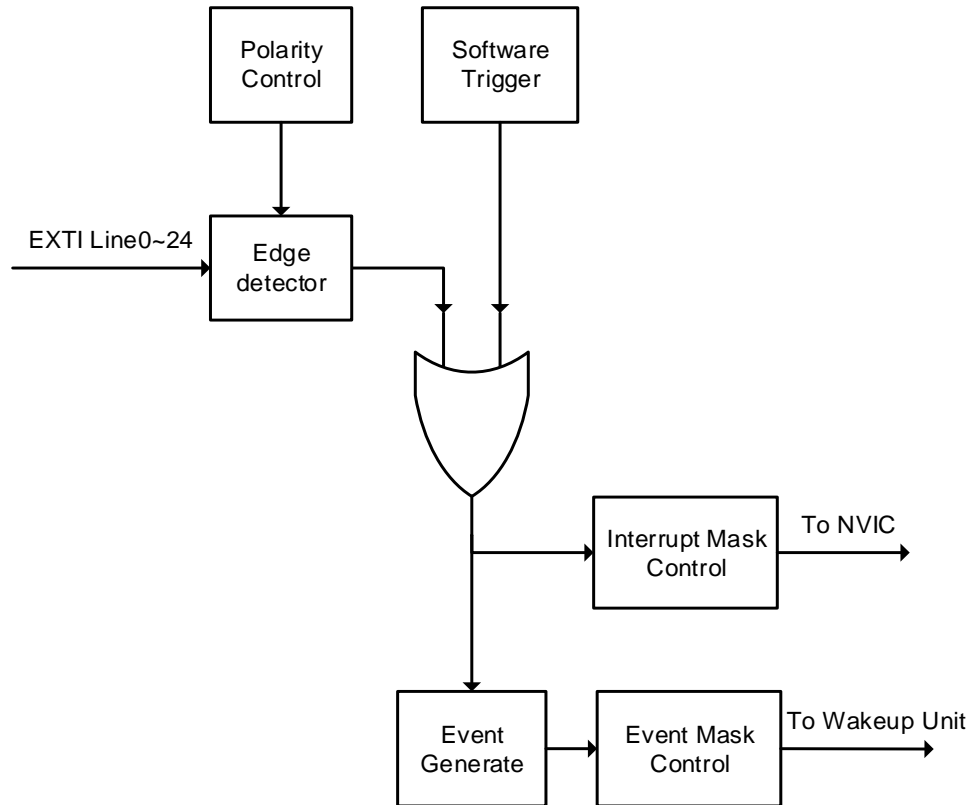 Polarity
Control
Software
Trigger
EXTI Line0~24
Edge
detector
Interrupt Mask
Control
To NVIC
Event
Generate
Event Mask
Control
To Wakeup Unit